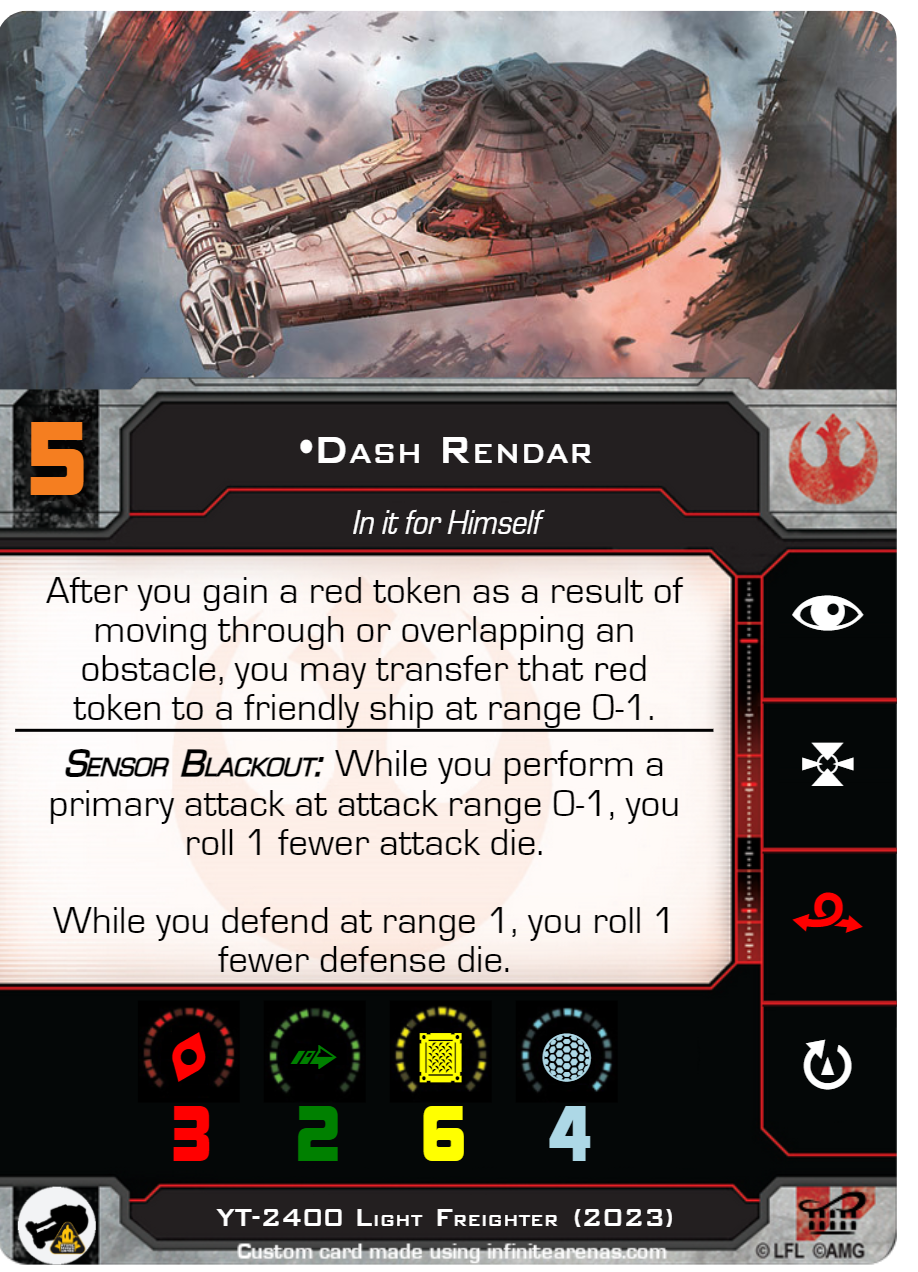 5
•Dash Rendar
In it for Himself
After you gain a red token as a result of
moving through or overlapping an
obstacle, you may transfer that red
token to a friendly ship at range 0-1.
Sensor Blackout: While you perform a
primary attack at attack range 0-1, you
roll 1 fewer attack die.
While you defend at range 1, you roll 1
fewer defense die.
3 2 6 4
YT-2400 Light Freighter (2023)
Custom card made using infinitearenas.com
© LFL ©AMG